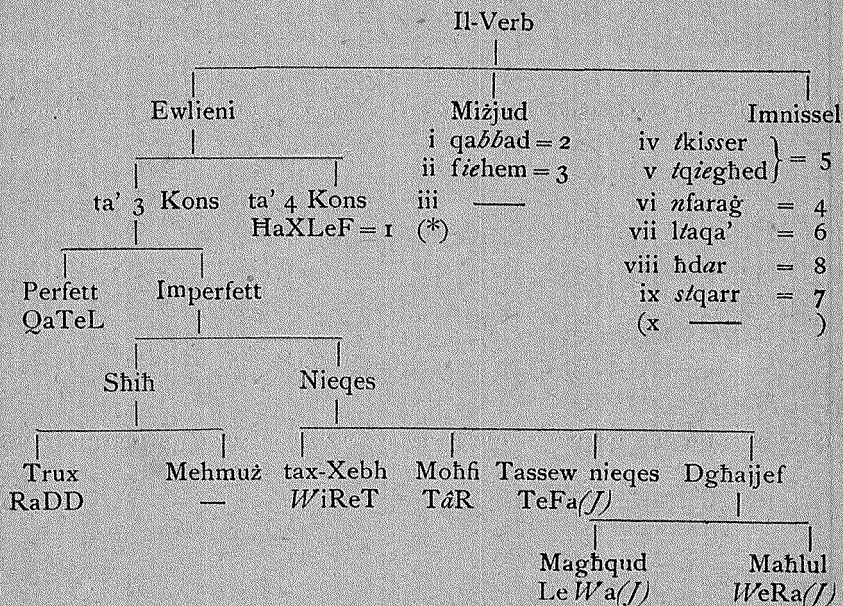 Il-Verb
Ewlieni Miżjud Imnissel
i qabbad = 2 iv tkisser
ii fiehem = 3 v tqiegħed } = 5
ta' 3 Kons ta' 4 Kons iii — vi nfaraġ = 4
ĦaXLeF = 1 (*) vii ltaqa' = 6
viii ħdar = 8
Perfett Imperfett ix stqarr = 7
QaTeL (x — )
Sħiħ Nieqes
Trux Mehmuż tax-Xebh Moħfi Tassew nieqes Dgħajjef
RaDD — WiReT TâR TeFa(J)
Magħqud Maħlul
LeWa(J) WeRa(J)